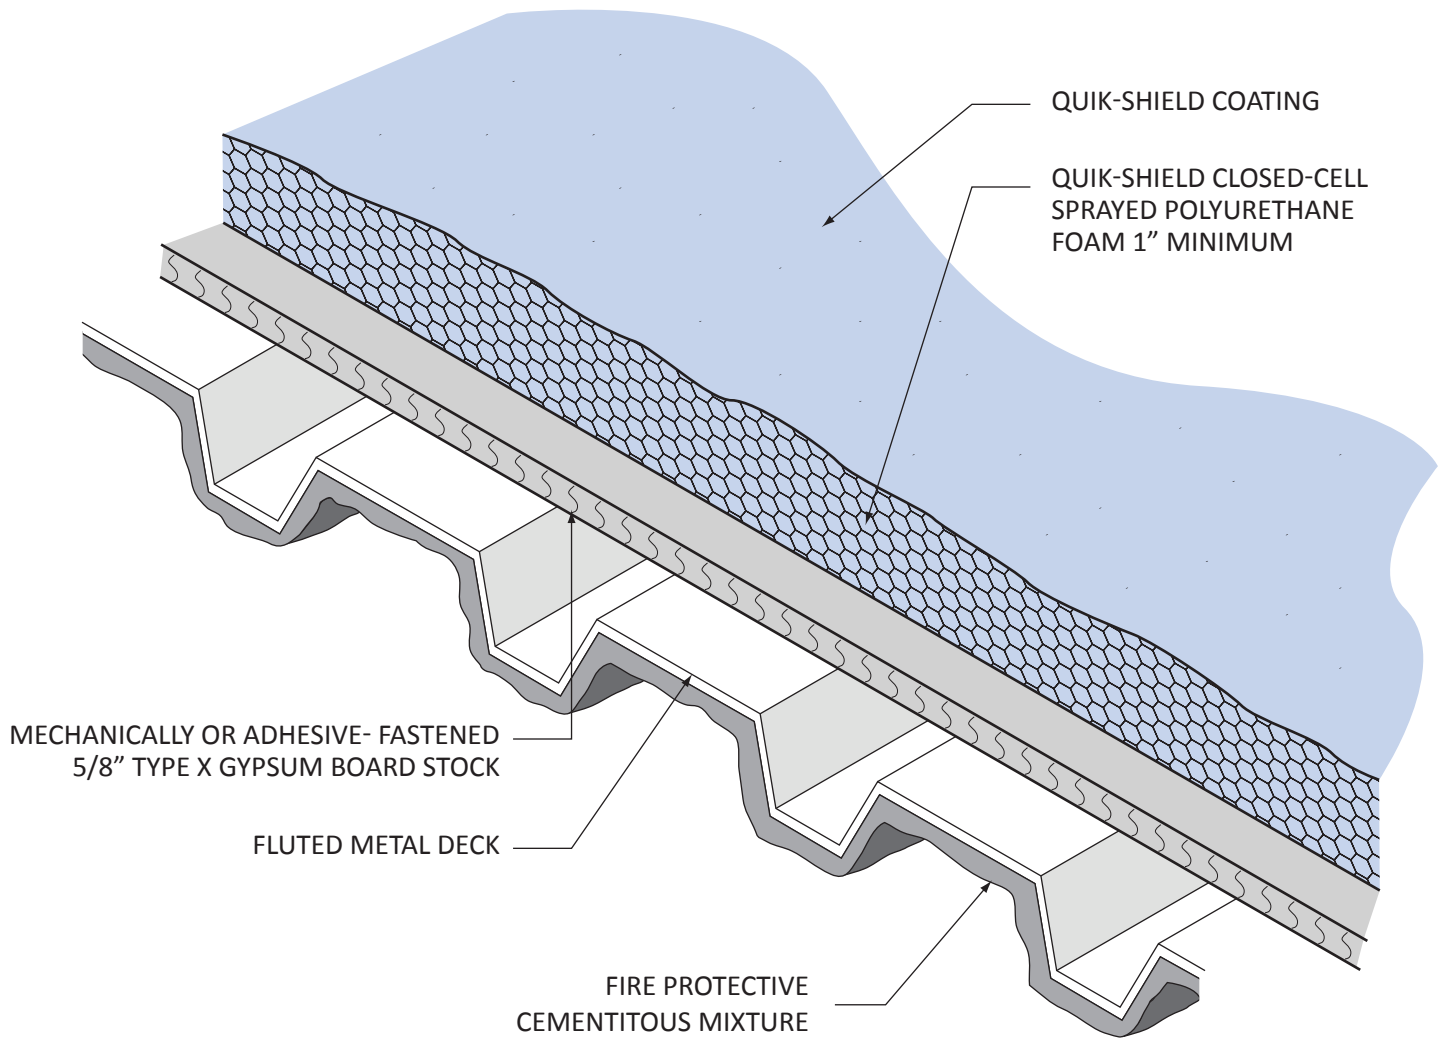 QUIK-SHIELD COATING
QUIK-SHIELD CLOSED-CELL
SPRAYED POLYURETHANE
FOAM 1” MINIMUM
MECHANICALLY OR ADHESIVE- FASTENED
5/8” TYPE X GYPSUM BOARD STOCK
FLUTED METAL DECK
FIRE PROTECTIVE
CEMENTITOUS MIXTURE